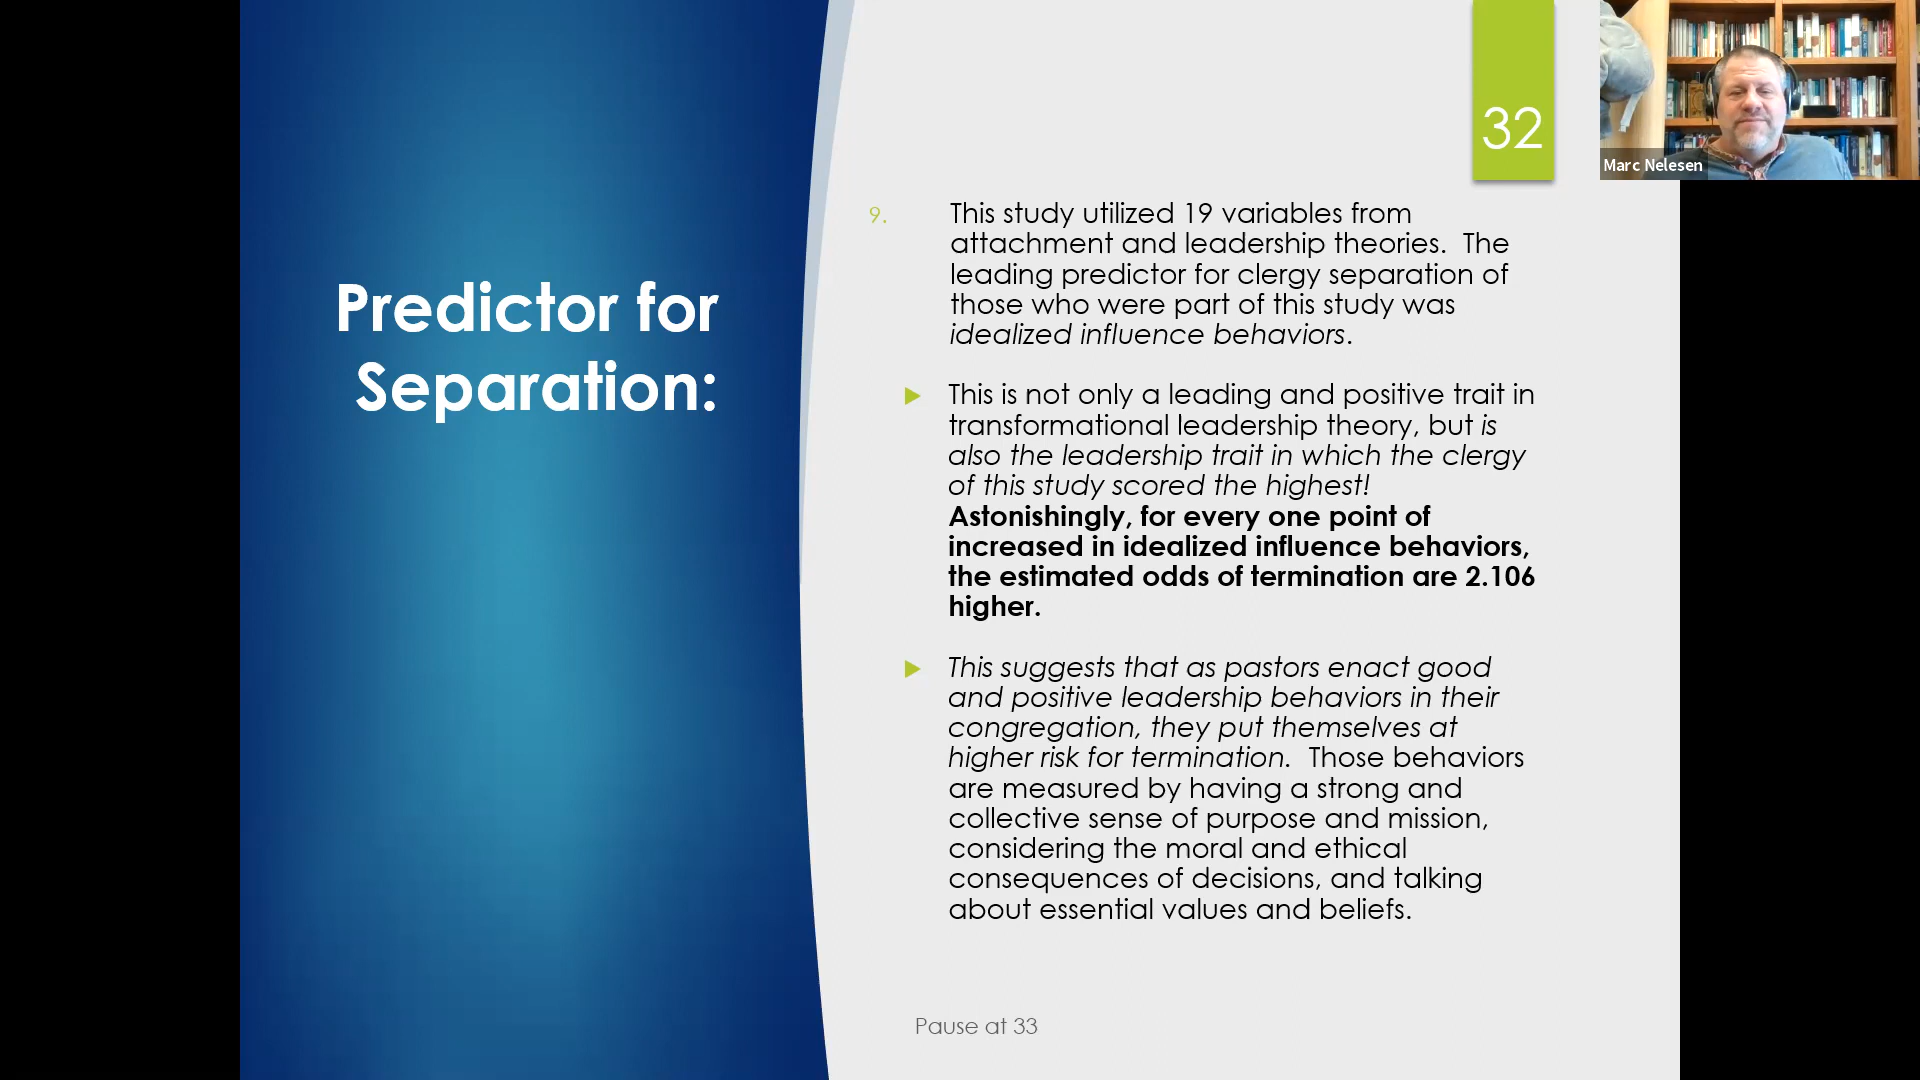 32
Marc Nelesen
Predictor for
Separation:
9. This study utilized 19 variables from
attachment and leadership theories.  The
leading predictor for clergy separation of
those who were part of this study was
idealized influence behaviors.
This is not only a leading and positive trait in
transformational leadership theory, but is
also the leadership trait in which the clergy
of this study scored the highest!
Astonishingly, for every one point of
increased in idealized influence behaviors,
the estimated odds of termination are 2.106
higher.
This suggests that as pastors enact good
and positive leadership behaviors in their
congregation, they put themselves at
higher risk for termination.  Those behaviors
are measured by having a strong and
collective sense of purpose and mission,
considering the moral and ethical
consequences of decisions, and talking
about essential values and beliefs.
Pause at 33